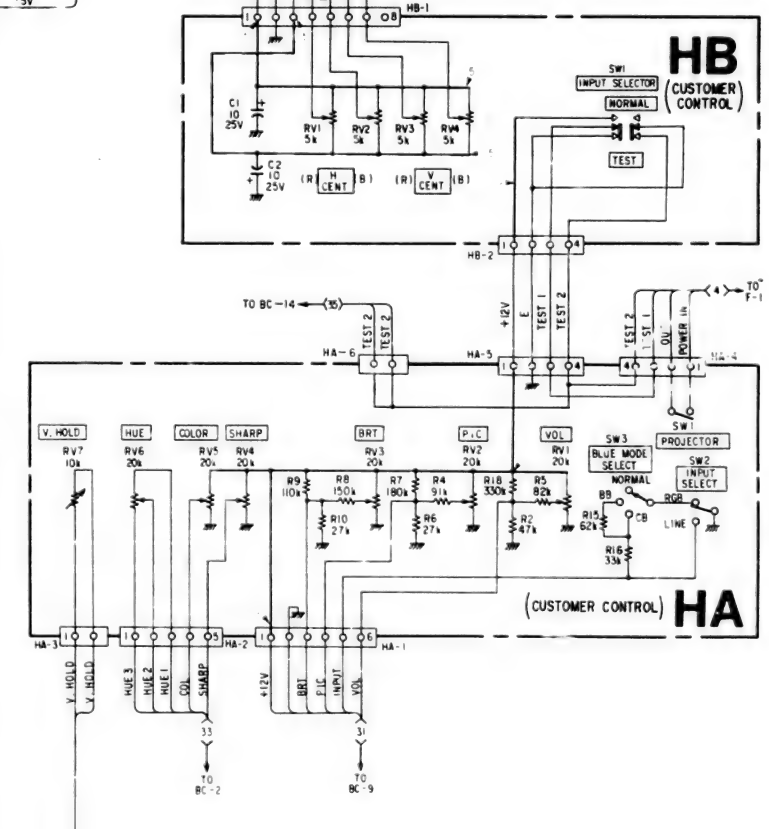 5V
HB-1
1
8
HB
(CUSTOMER CONTROL)
SW1
INPUT SELECTOR
NORMAL
TEST
C1
10
25V
RV1
5k
RV2
5k
RV3
5k
RV4
5k
5
C2
10
25V
(R) H CENT (B)
(R) V CENT (B)
HB-2
1
4
TO BC-14
(35)
TEST 2
TEST 2
+12V
E
TEST 1
TEST 2
TEST 2
POWER IN
(4)
TO F-1
HA-6
HA-5
1
4
4
1
HA-4
SW1
PROJECTOR
V. HOLD
RV7
10k
HUE
RV6
20k
COLOR
RV5
20k
SHARP
RV4
20k
BRT
RV3
20k
PIC
RV2
20k
VOL
RV1
20k
R9
110k
R8
150k
R7
180k
R4
91k
R18
330k
R5
82k
R10
27k
R6
27k
R2
47k
SW3
BLUE MODE
SELECT
NORMAL
BB
CB
RGB
LINE
SW2
INPUT
SELECT
R15
62k
R16
33k
(CUSTOMER CONTROL)
HA
HA-3
1
1
5
HA-2
1
6
HA-1
V. HOLD
V. HOLD
HUE 3
HUE 2
HUE 1
COL
SHARP
+12V
BRT
PIC
INPUT
VOL
33
TO
BC-2
31
TO
BC-9